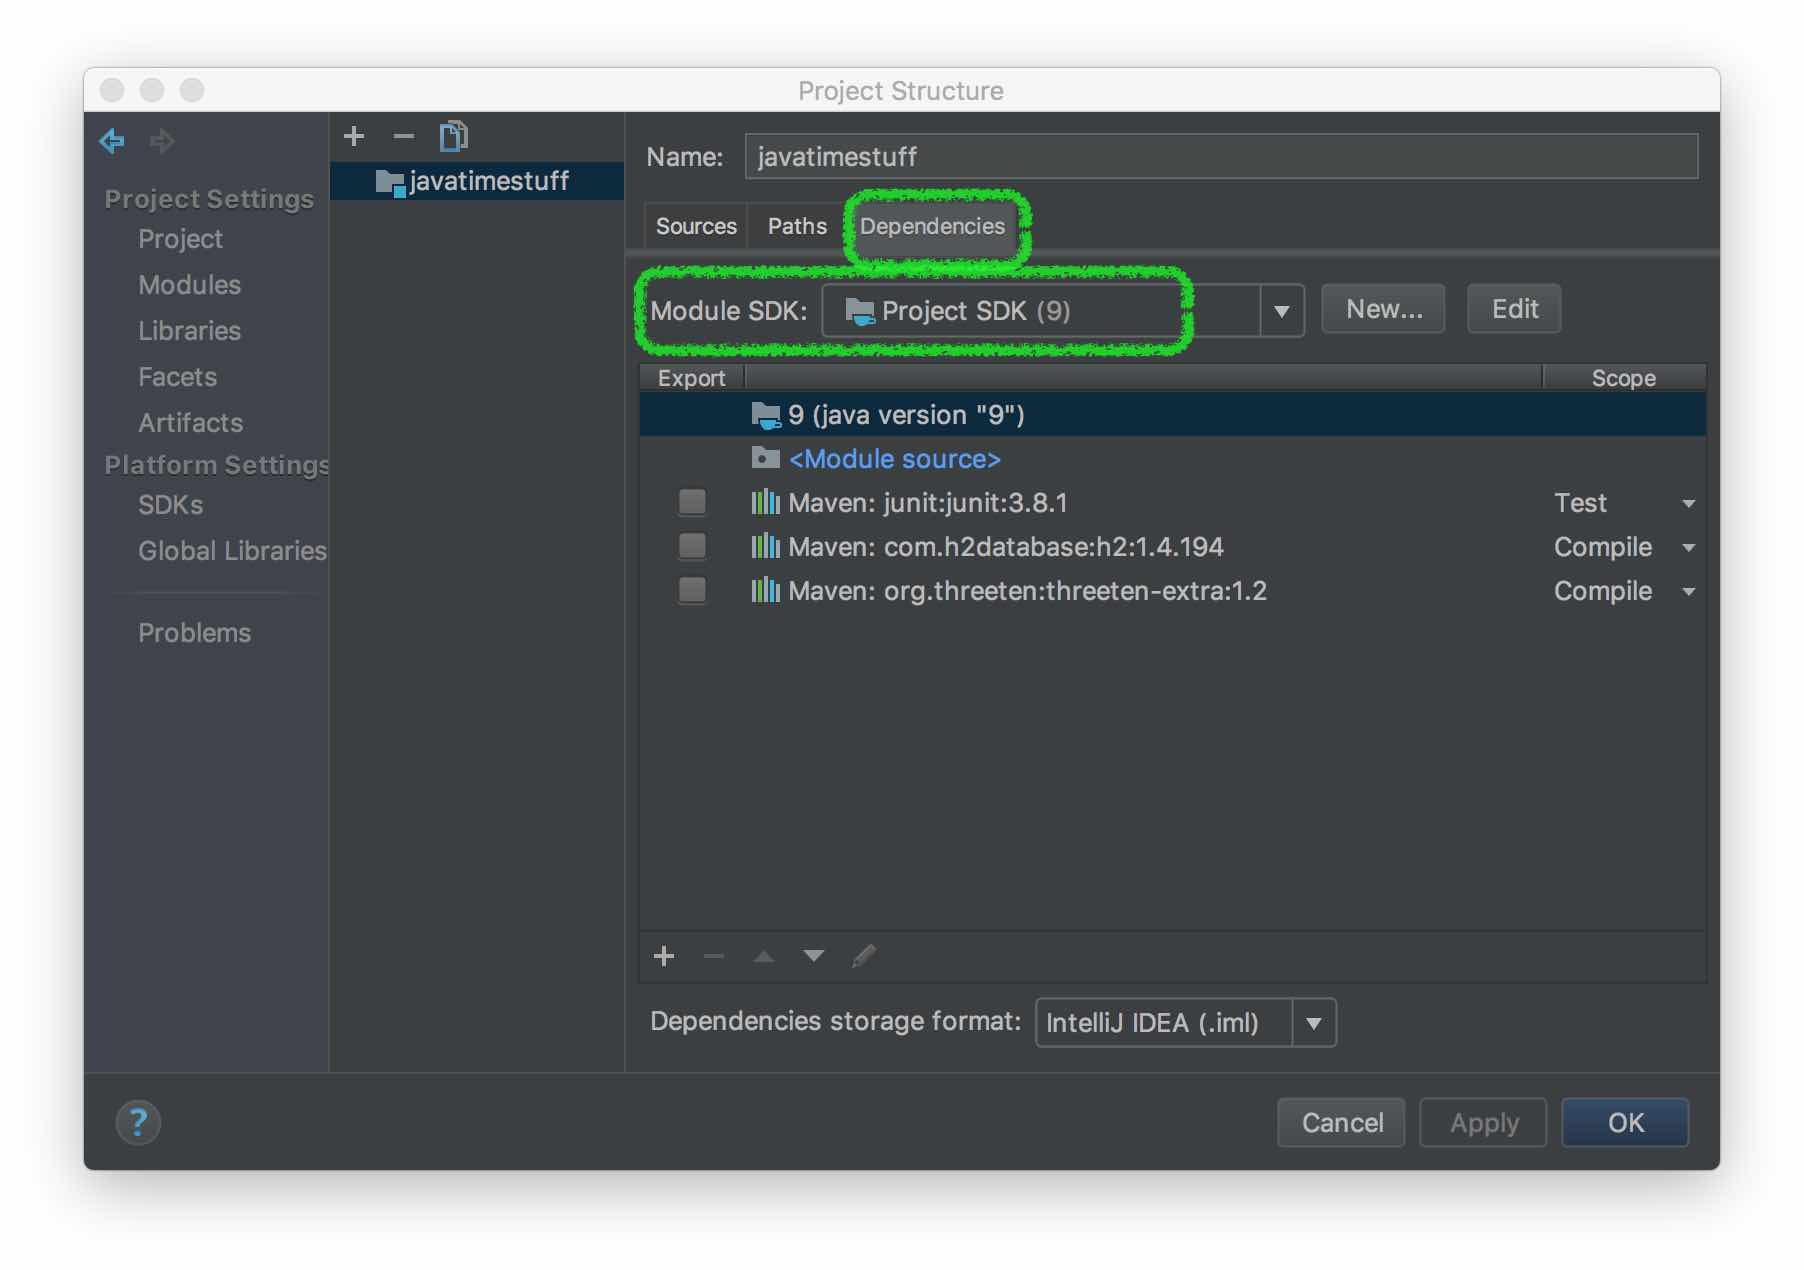 Project Structure
Project Settings
Project
Modules
Libraries
Facets
Artifacts
Platform Settings
SDKs
Global Libraries
Problems
javatimestuff
Name: javatimestuff
Sources Paths Dependencies
Module SDK: Project SDK (9) New... Edit
Export Scope
9 (java version "9")
<Module source>
Maven: junit:junit:3.8.1 Test
Maven: com.h2database:h2:1.4.194 Compile
Maven: org.threeten:threeten-extra:1.2 Compile
Dependencies storage format: IntelliJ IDEA (.iml)
? Cancel Apply OK